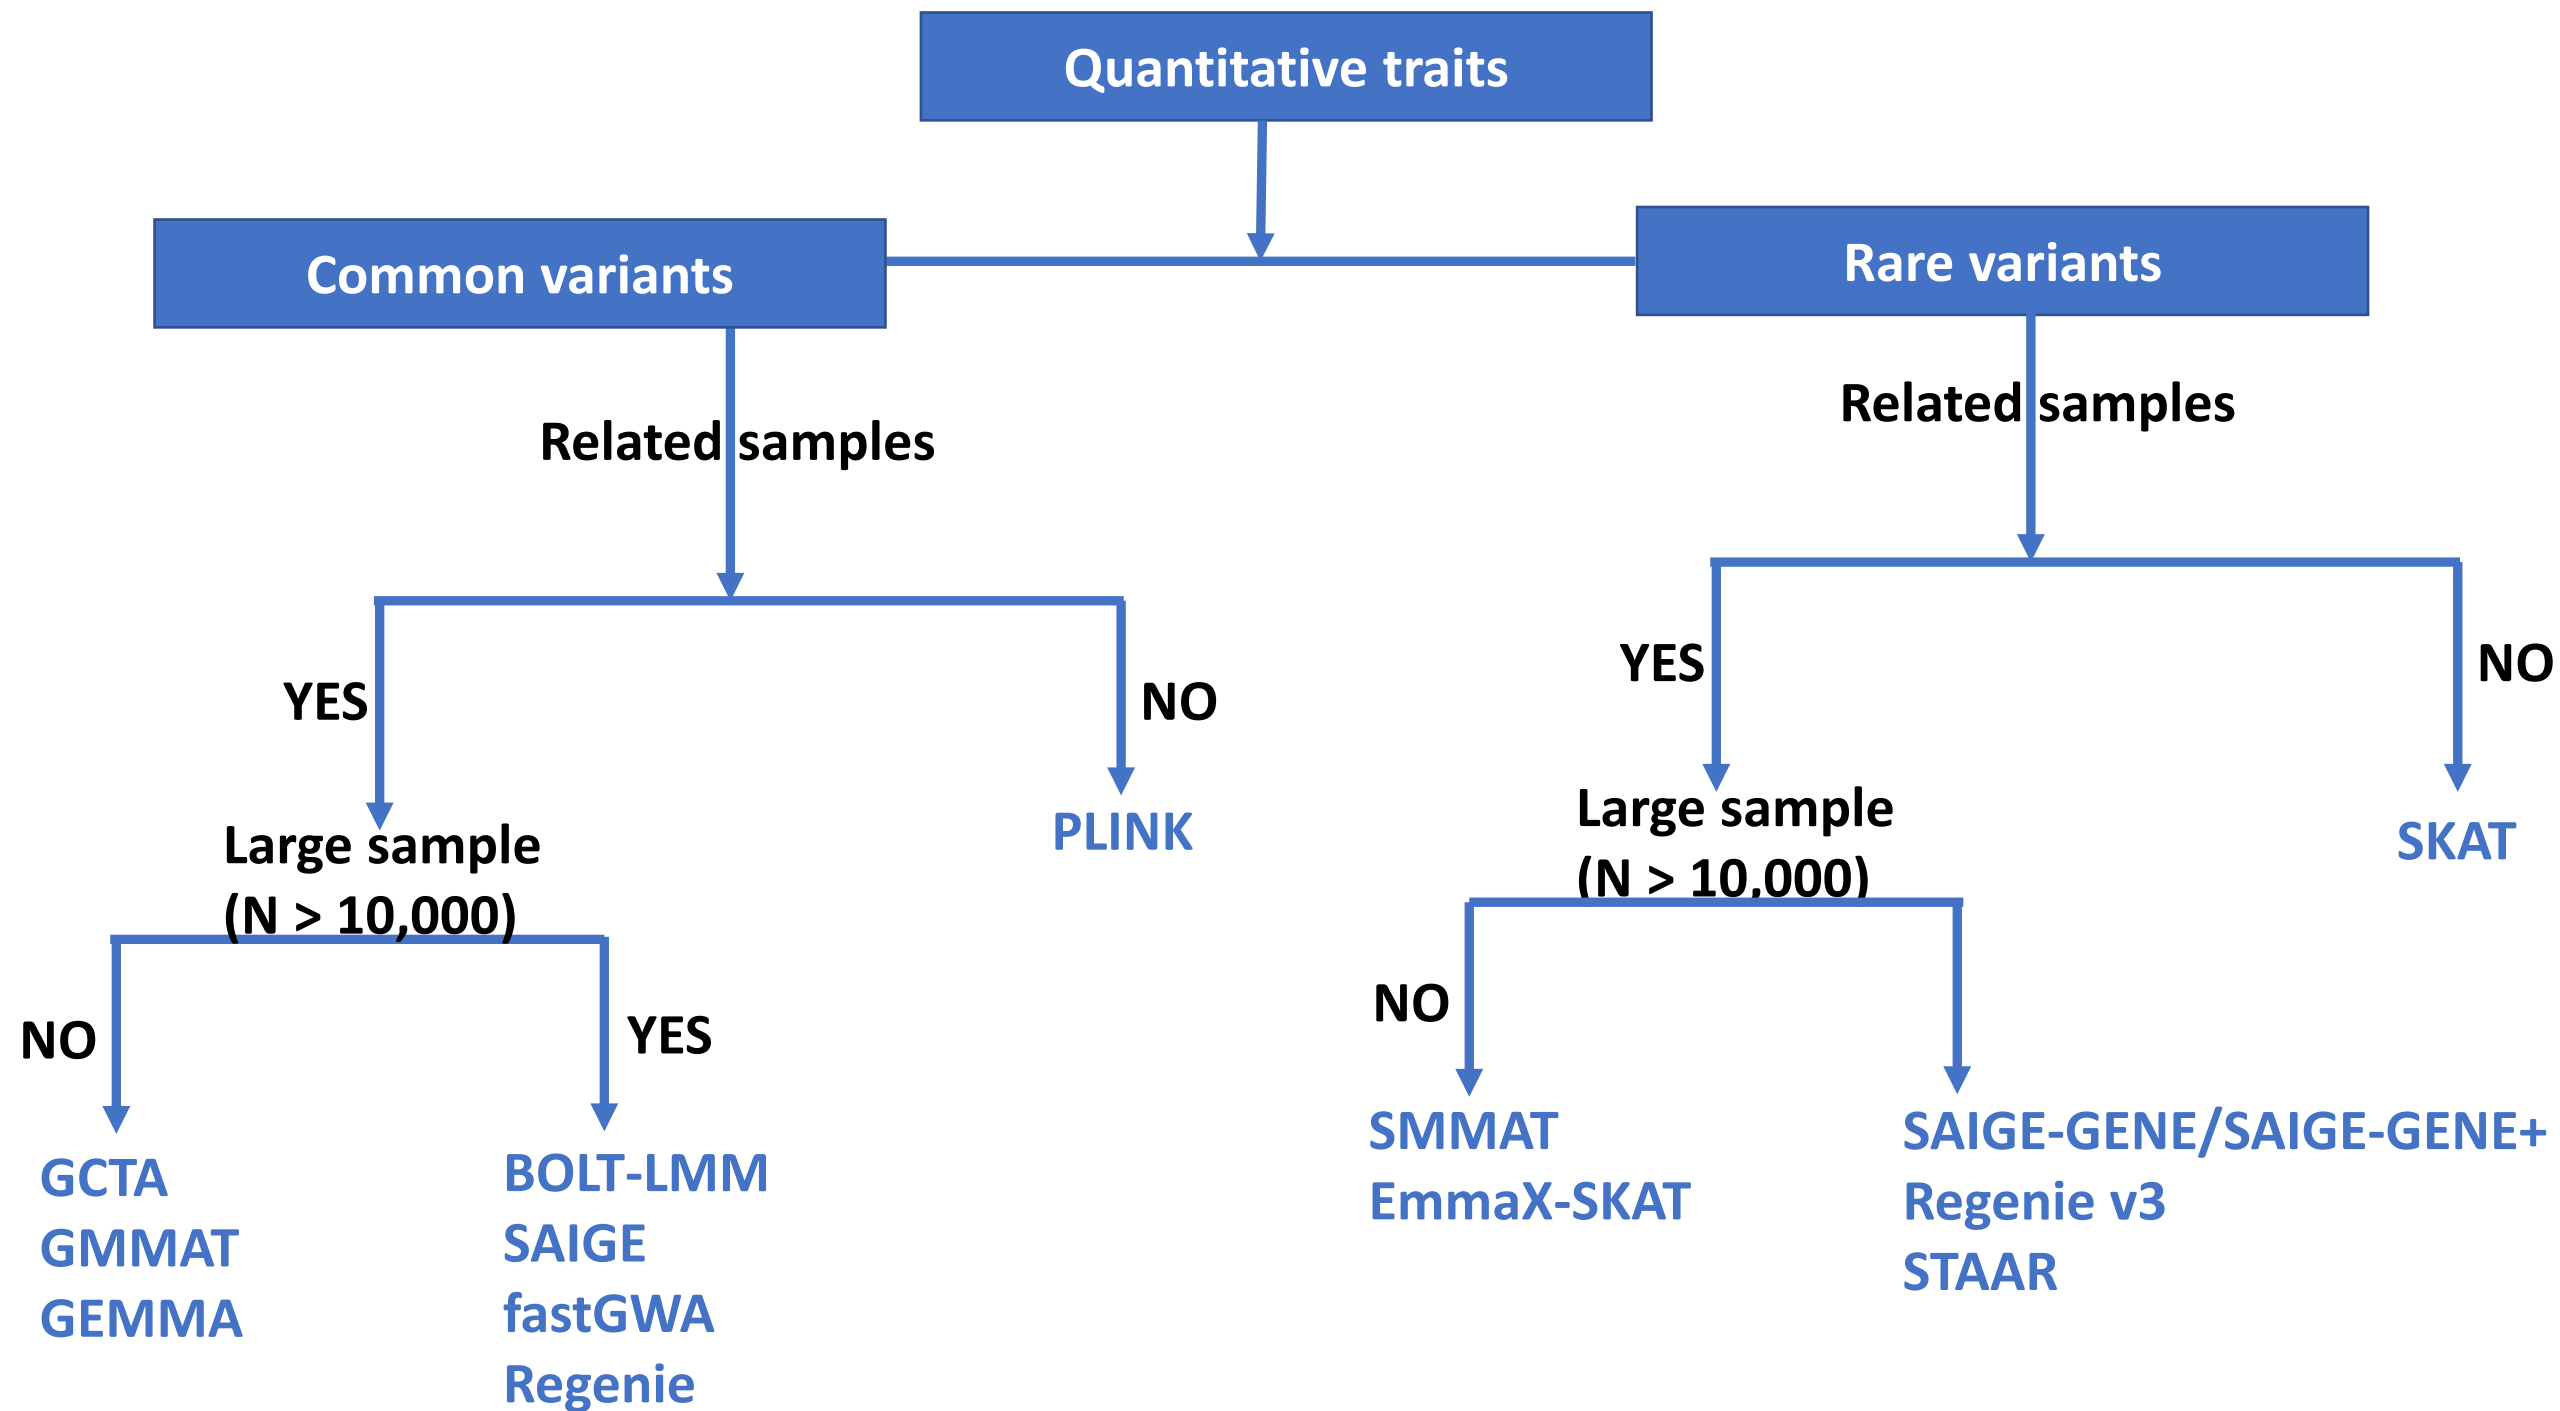 Quantitative traits
Common variants
Rare variants
Related samples
Related samples
YES
NO
YES
NO
Large sample
(N > 10,000)
PLINK
Large sample
(N > 10,000)
SKAT
NO
YES
NO
GCTA
GMMAT
GEMMA
BOLT-LMM
SAIGE
fastGWA
Regenie
SMMAT
EmmaX-SKAT
SAIGE-GENE/SAIGE-GENE+
Regenie v3
STAAR